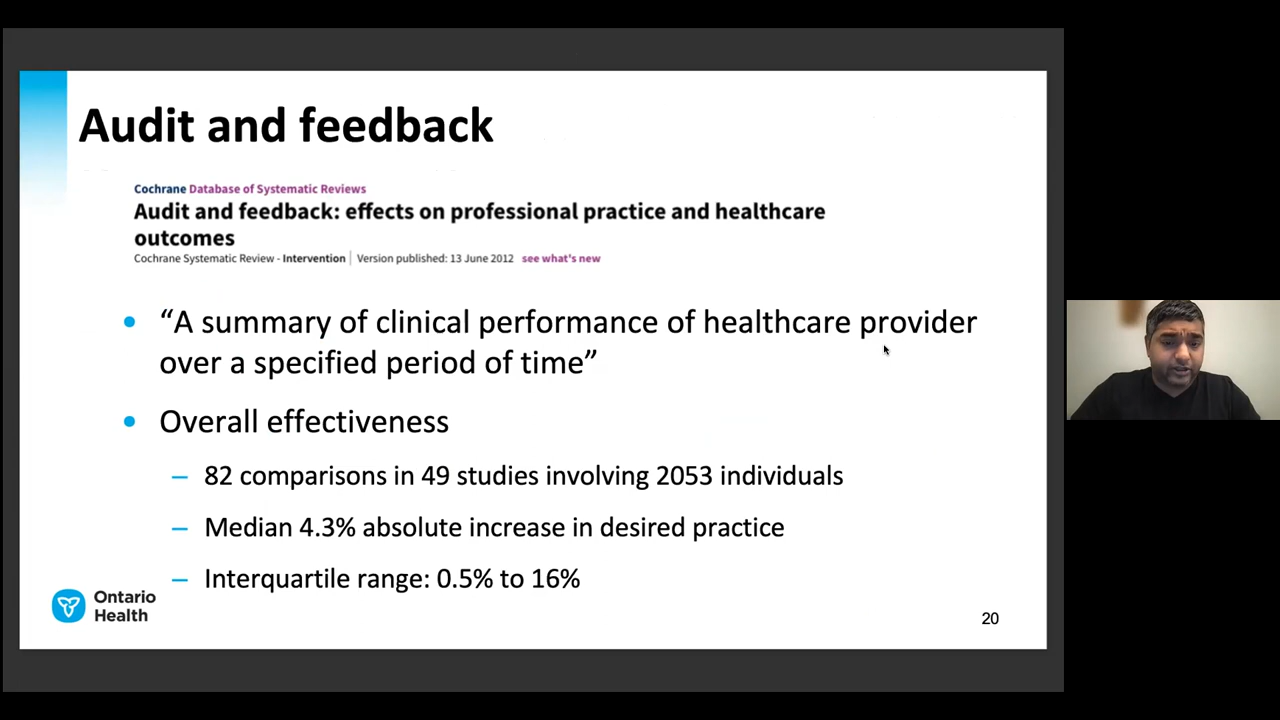 Audit and feedback
Cochrane Database of Systematic Reviews
Audit and feedback: effects on professional practice and healthcare
outcomes
Cochrane Systematic Review - Intervention | Version published: 13 June 2012 see what's new
• “A summary of clinical performance of healthcare provider
over a specified period of time”
• Overall effectiveness
– 82 comparisons in 49 studies involving 2053 individuals
– Median 4.3% absolute increase in desired practice
– Interquartile range: 0.5% to 16%
Ontario
Health
20